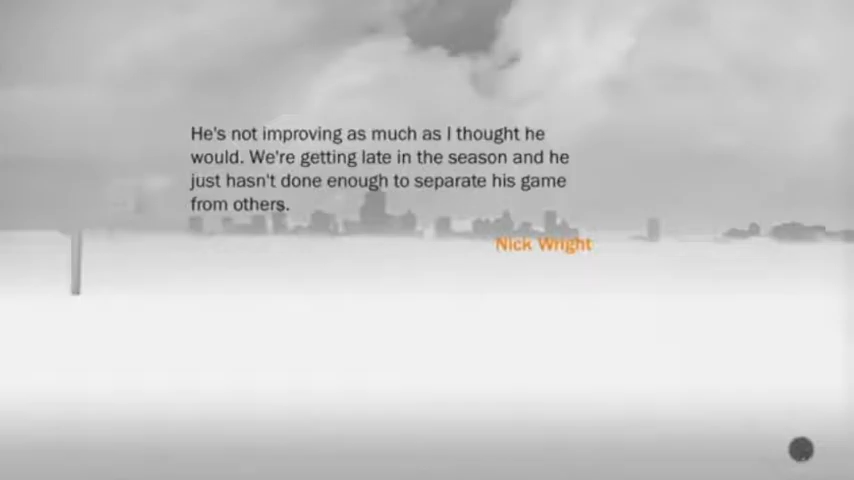 He's not improving as much as I thought he
would. We're getting late in the season and he
just hasn't done enough to separate his game
from others.
Nick Wright